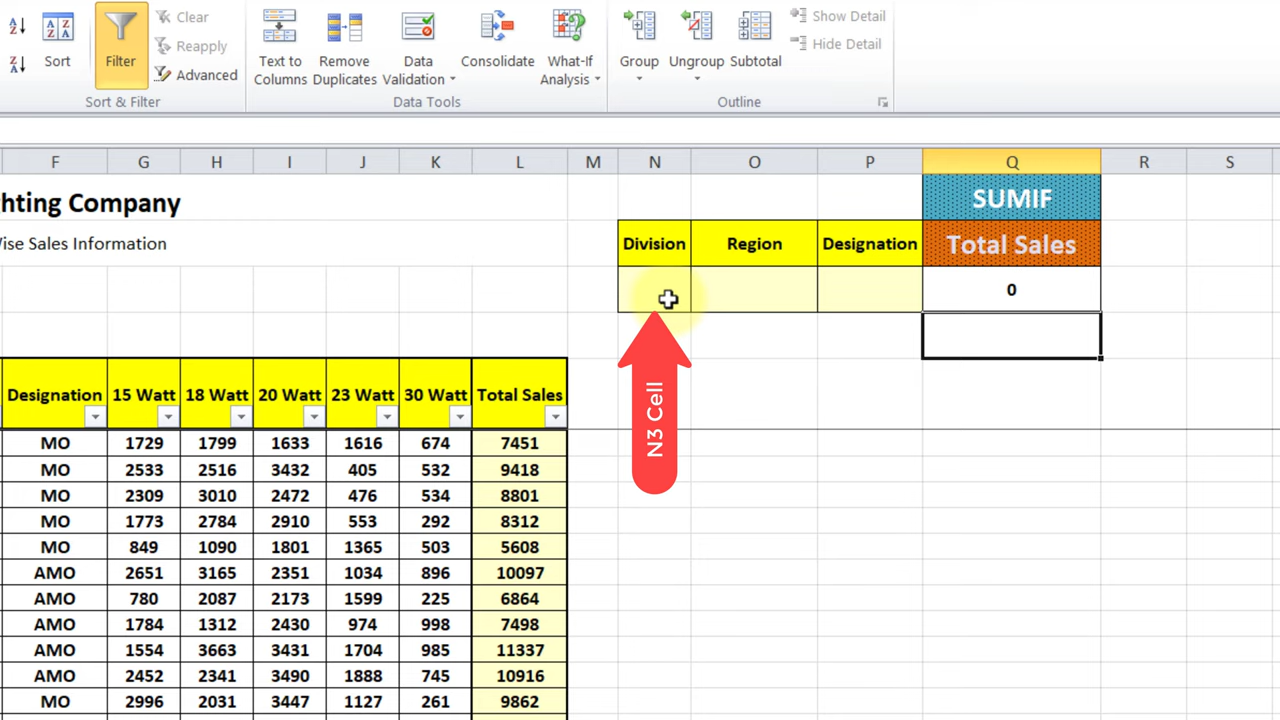 Sort
Filter
Clear
Reapply
Advanced
Sort & Filter
Text to
Columns
Remove
Duplicates
Data
Validation
Consolidate
What-If
Analysis
Data Tools
Group
Ungroup
Subtotal
Show Detail
Hide Detail
Outline
F G H I J K L M N O P Q R S
ghting Company
Wise Sales Information
SUMIF
Division Region Designation Total Sales
0
N3 Cell
Designation 15 Watt 18 Watt 20 Watt 23 Watt 30 Watt Total Sales
MO 1729 1799 1633 1616 674 7451
MO 2533 2516 3432 405 532 9418
MO 2309 3010 2472 476 534 8801
MO 1773 2784 2910 553 292 8312
MO 849 1090 1801 1365 503 5608
AMO 2651 3165 2351 1034 896 10097
AMO 780 2087 2173 1599 225 6864
AMO 1784 1312 2430 974 998 7498
AMO 1554 3663 3431 1704 985 11337
AMO 2452 2341 3490 1888 745 10916
MO 2996 2031 3447 1127 261 9862